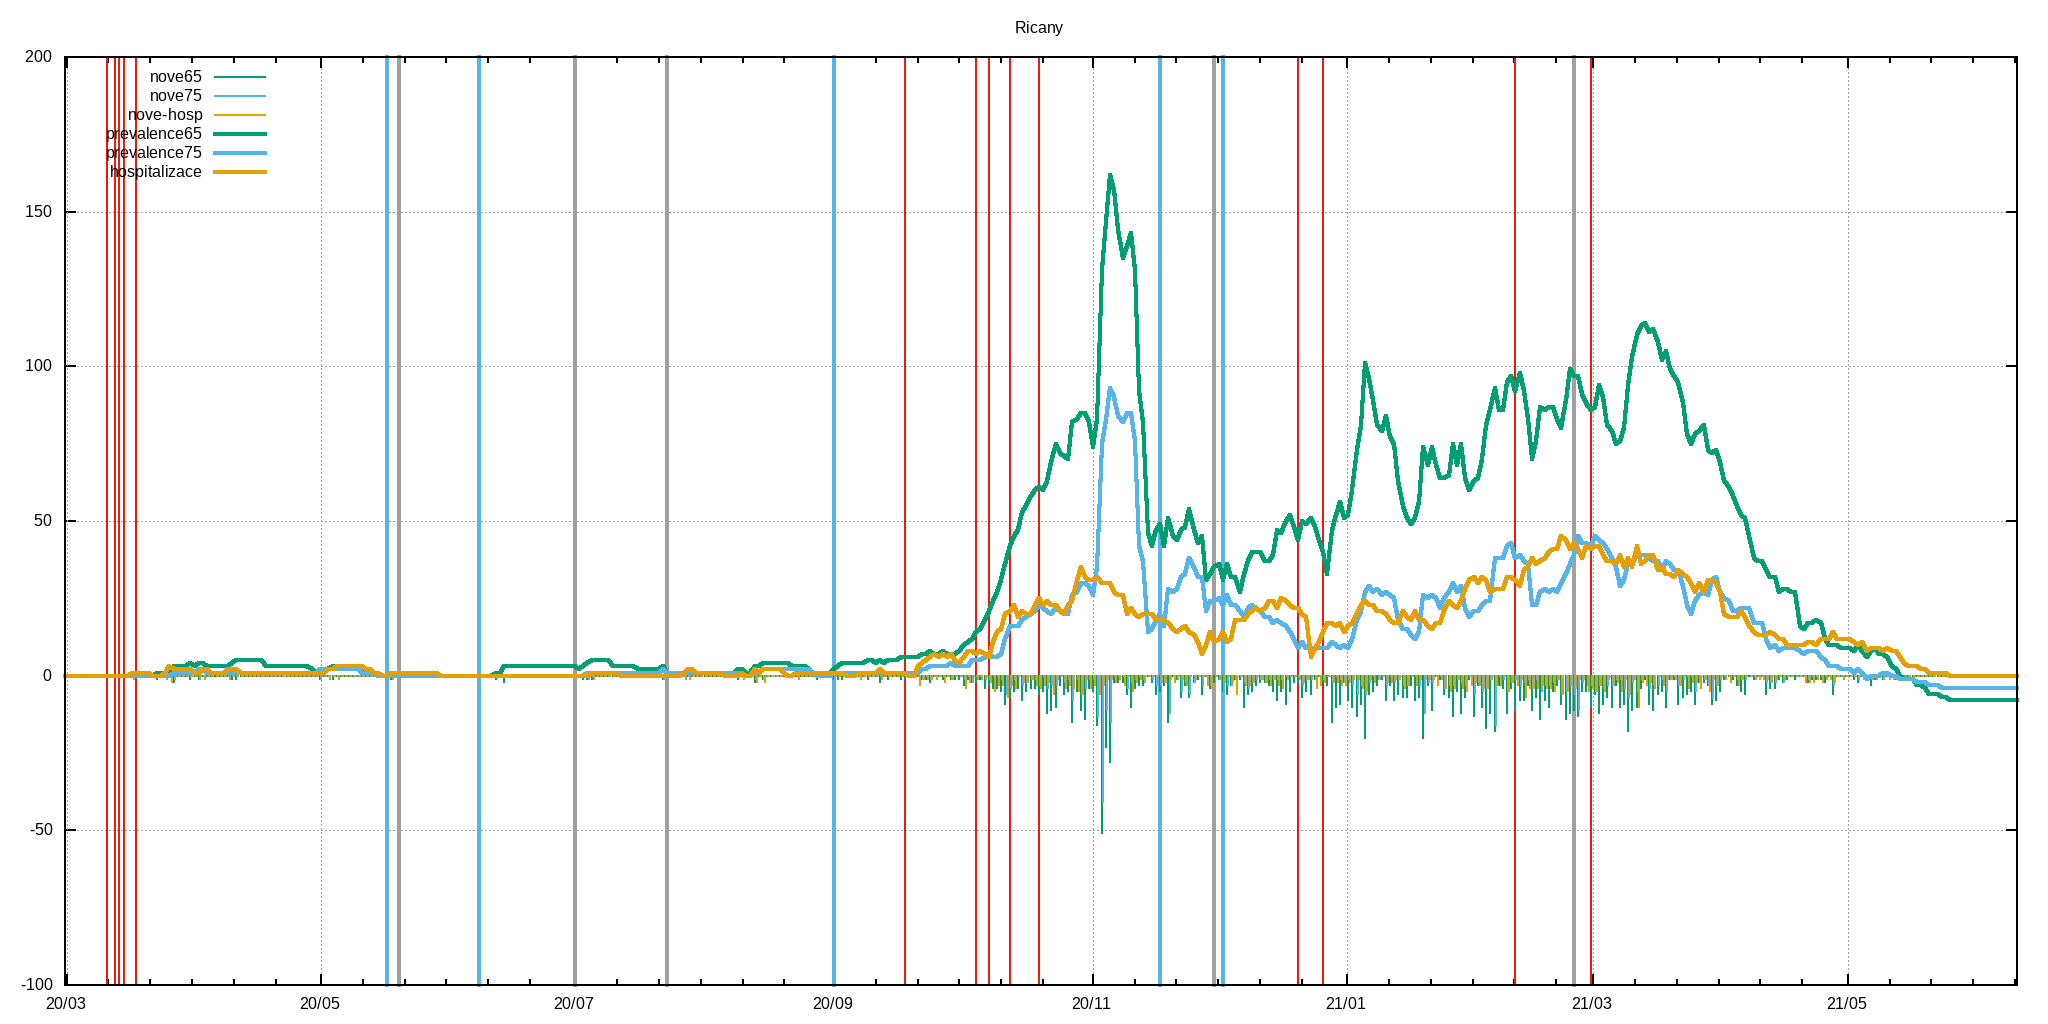 Ricany
200
nove65
nove75
nove-hosp
prevalence65
prevalence75
hospitalizace
150
100
50
0
-50
-100
20/03 20/05 20/07 20/09 20/11 21/01 21/03 21/05